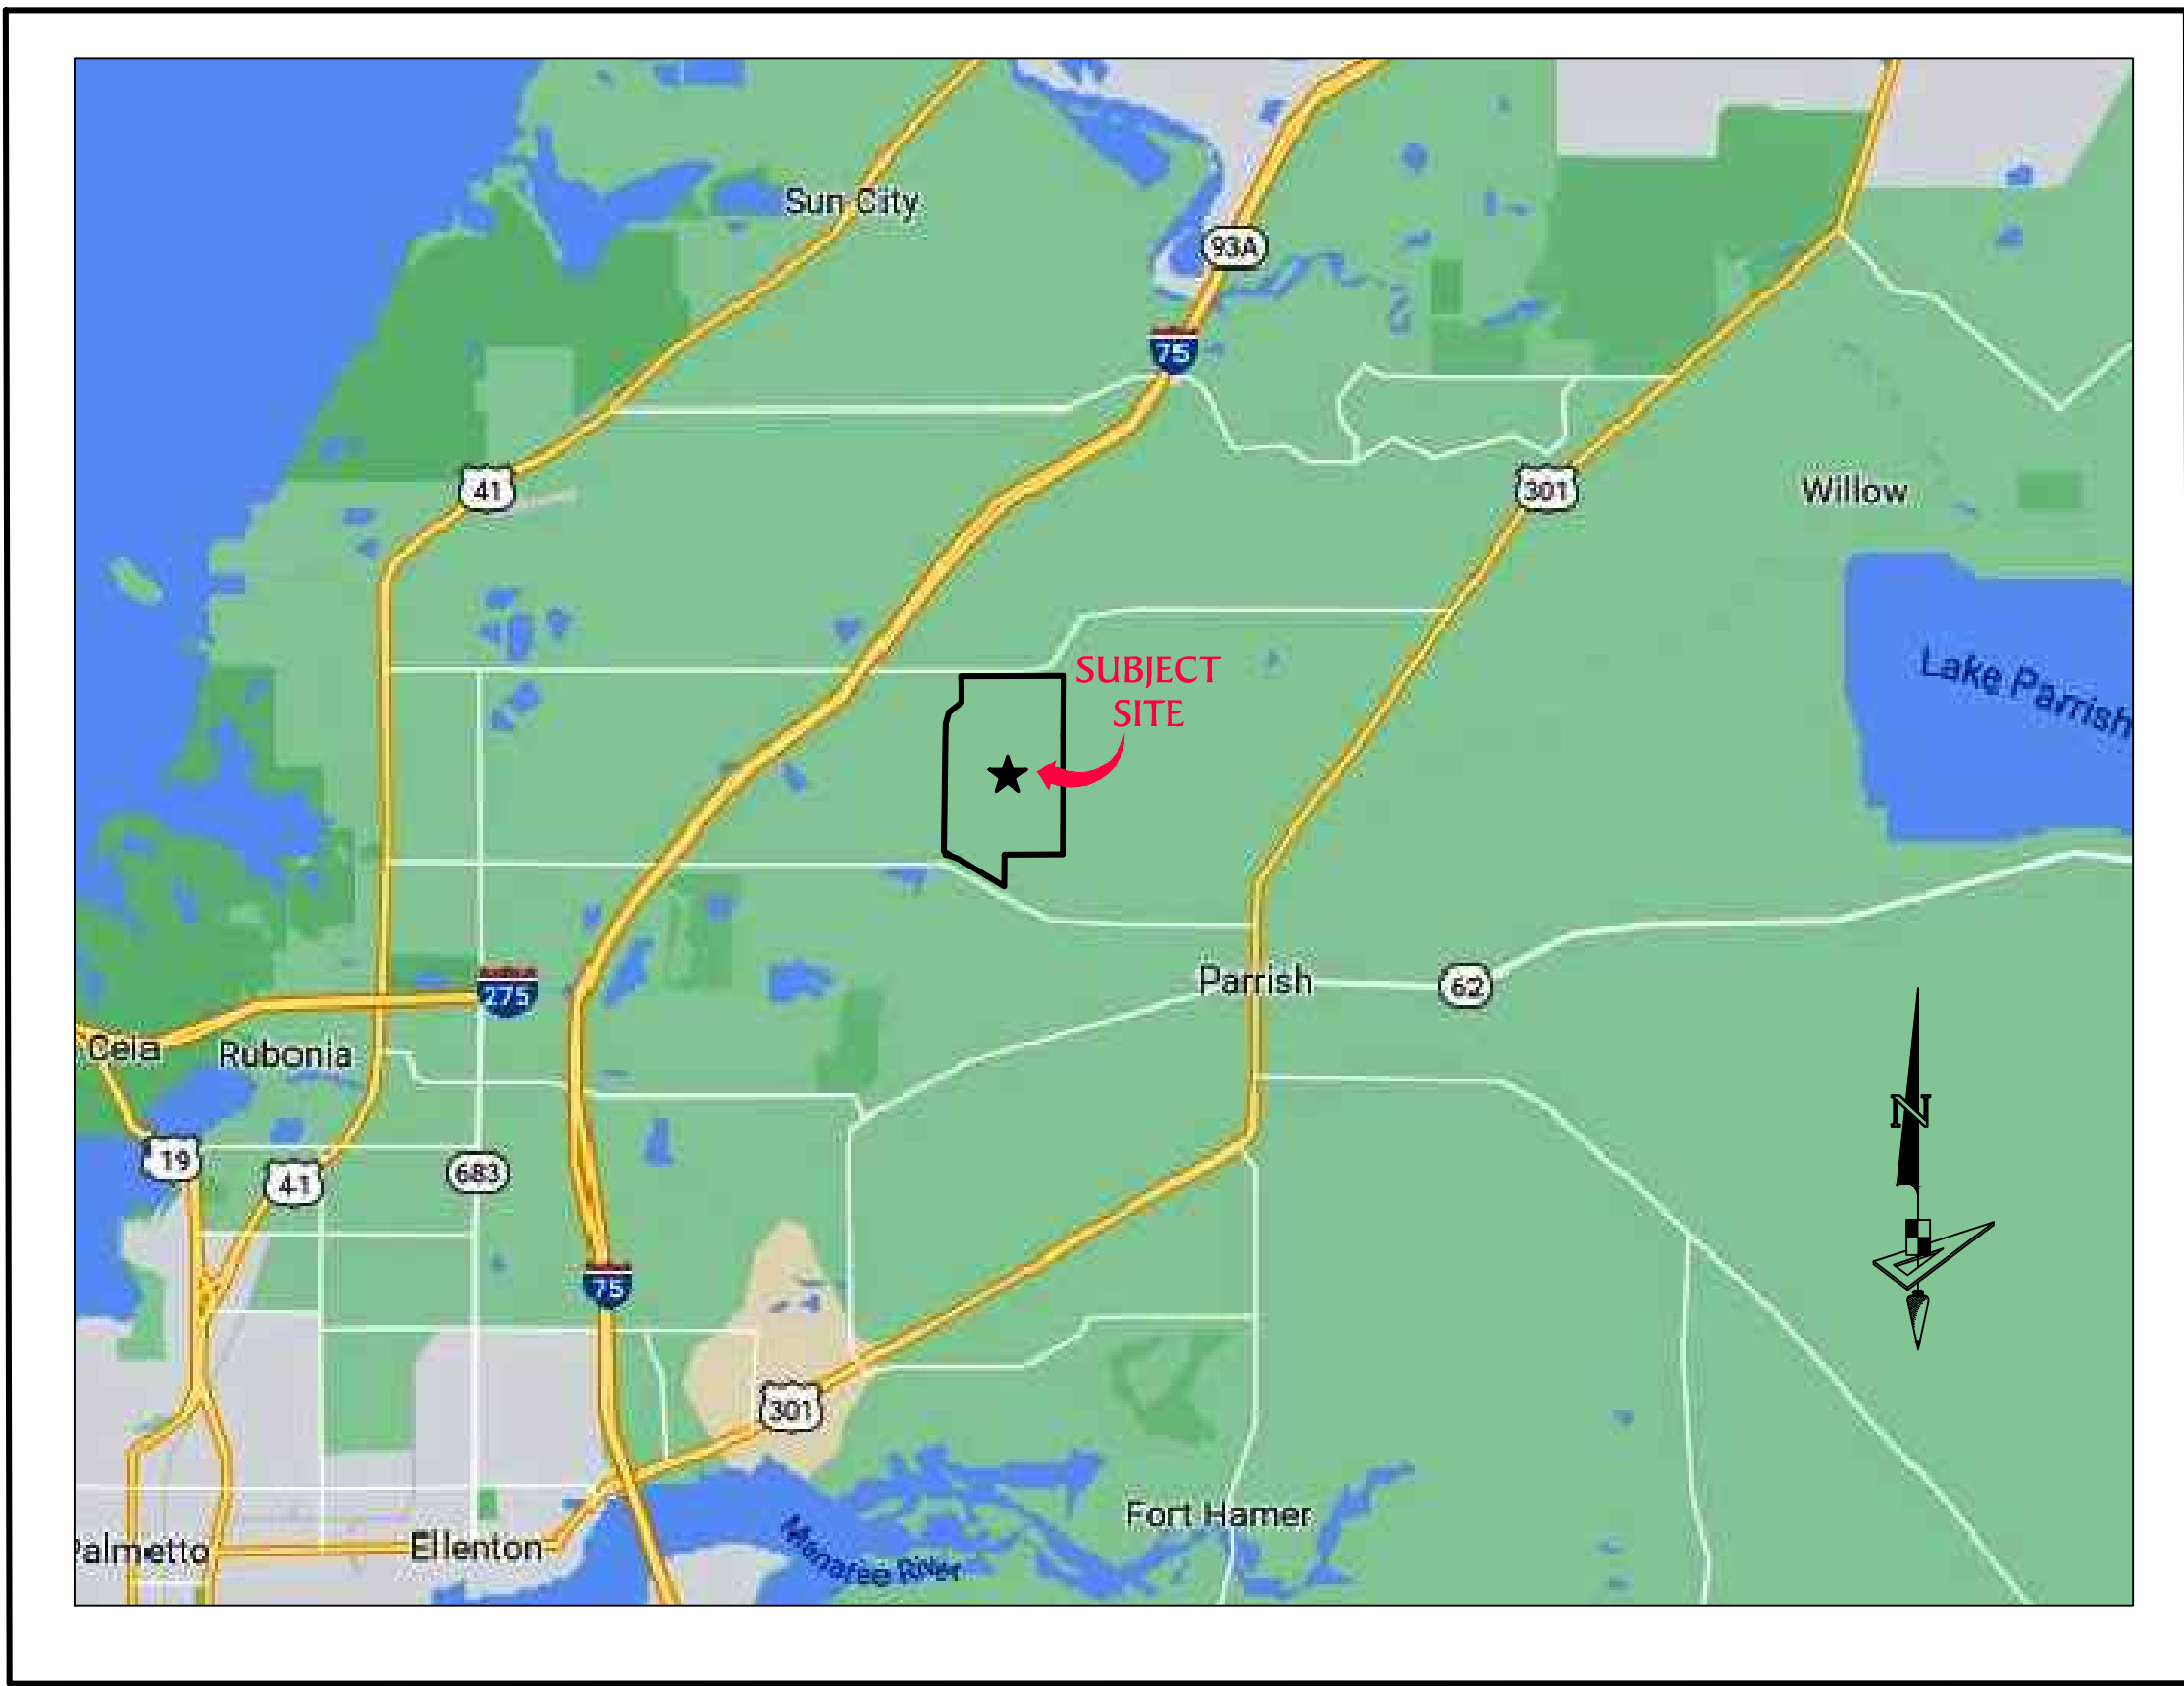 Sun City
93A
75
41
301
Willow
SUBJECT
SITE
Lake Parrish
Parrish
62
275
Ceia
Rubonia
N
19
41
683
75
301
Fort Hamer
Palmetto
Ellenton
Manatee River